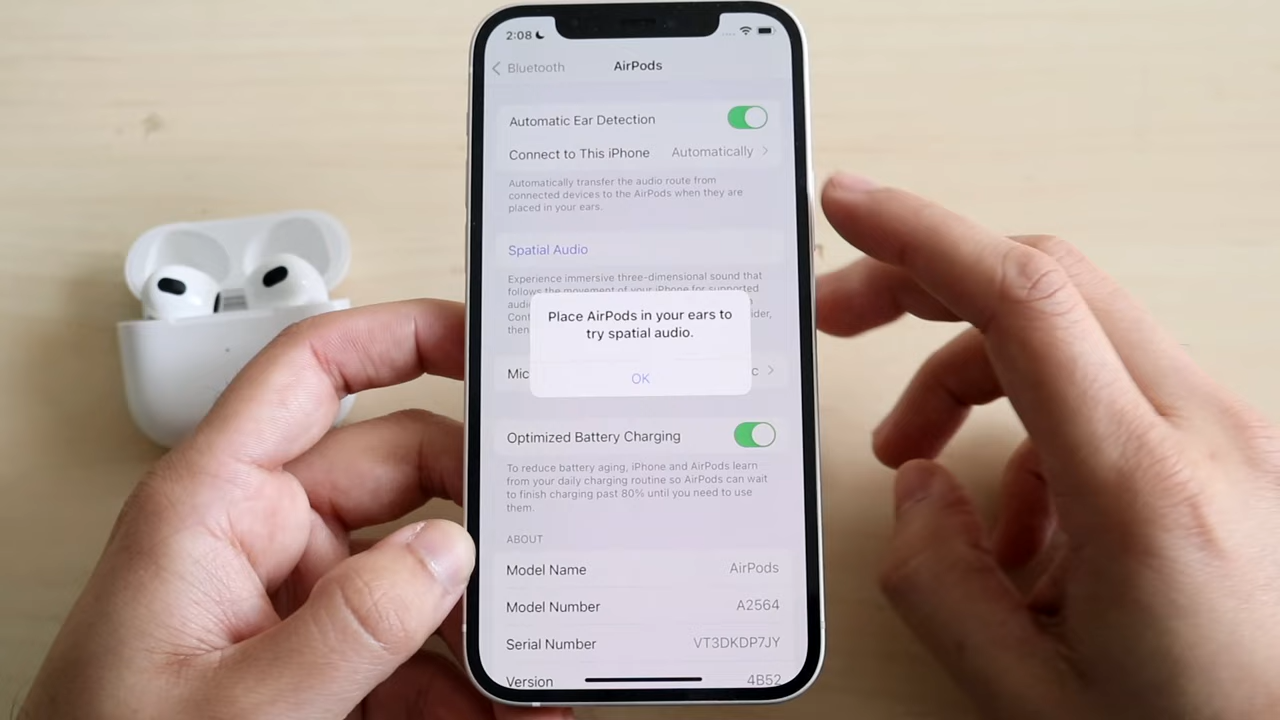 2:08
Bluetooth
AirPods
Automatic Ear Detection
Connect to This iPhone Automatically
Automatically transfer the audio route from
connected devices to the AirPods when they are
placed in your ears.
Spatial Audio
Experience immersive three-dimensional sound that
follows the movement of your iPhone for supported
Place AirPods in your ears to
try spatial audio.
OK
Optimized Battery Charging
To reduce battery aging, iPhone and AirPods learn
from your daily charging routine so AirPods can wait
to finish charging past 80% until you need to use
them.
ABOUT
Model Name AirPods
Model Number A2564
Serial Number VT3DKDP7JY
Version 4B52